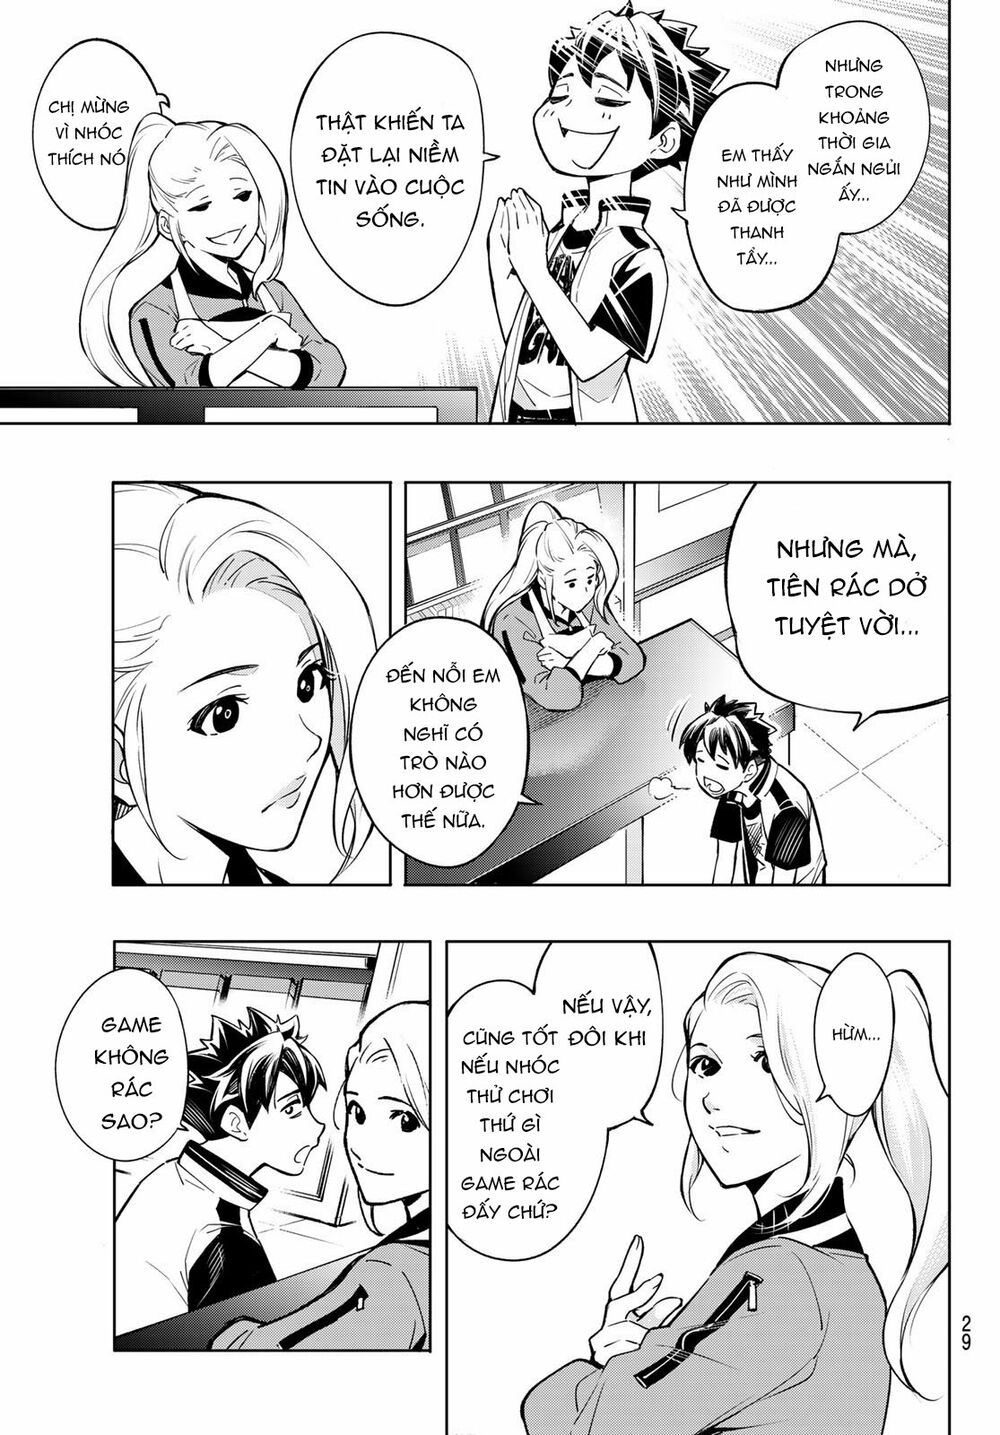 NHƯNG
TRONG
KHOẢNG
THỜI GIA
NGẮN NGỦI
ẤY...
EM THẤY
NHƯ MÌNH
ĐÃ ĐƯỢC
THANH
TẨY...
THẬT KHIẾN TA
ĐẶT LẠI NIỀM
TIN VÀO CUỘC
SỐNG.
CHỊ MỪNG
VÌ NHÓC
THÍCH NÓ
NHƯNG MÀ,
TIÊN RÁC DỞ
TUYỆT VỜI...
ĐẾN NỖI EM
KHÔNG
NGHĨ CÓ
TRÒ NÀO
HƠN ĐƯỢC
THẾ NỮA.
HỪM...
NẾU VẬY,
ĐÔI KHI
CŨNG TỐT
NẾU NHÓC
THỬ CHƠI
THỨ GÌ
NGOÀI
GAME RÁC
ĐẤY CHỨ?
GAME
KHÔNG
RÁC
SAO?
29